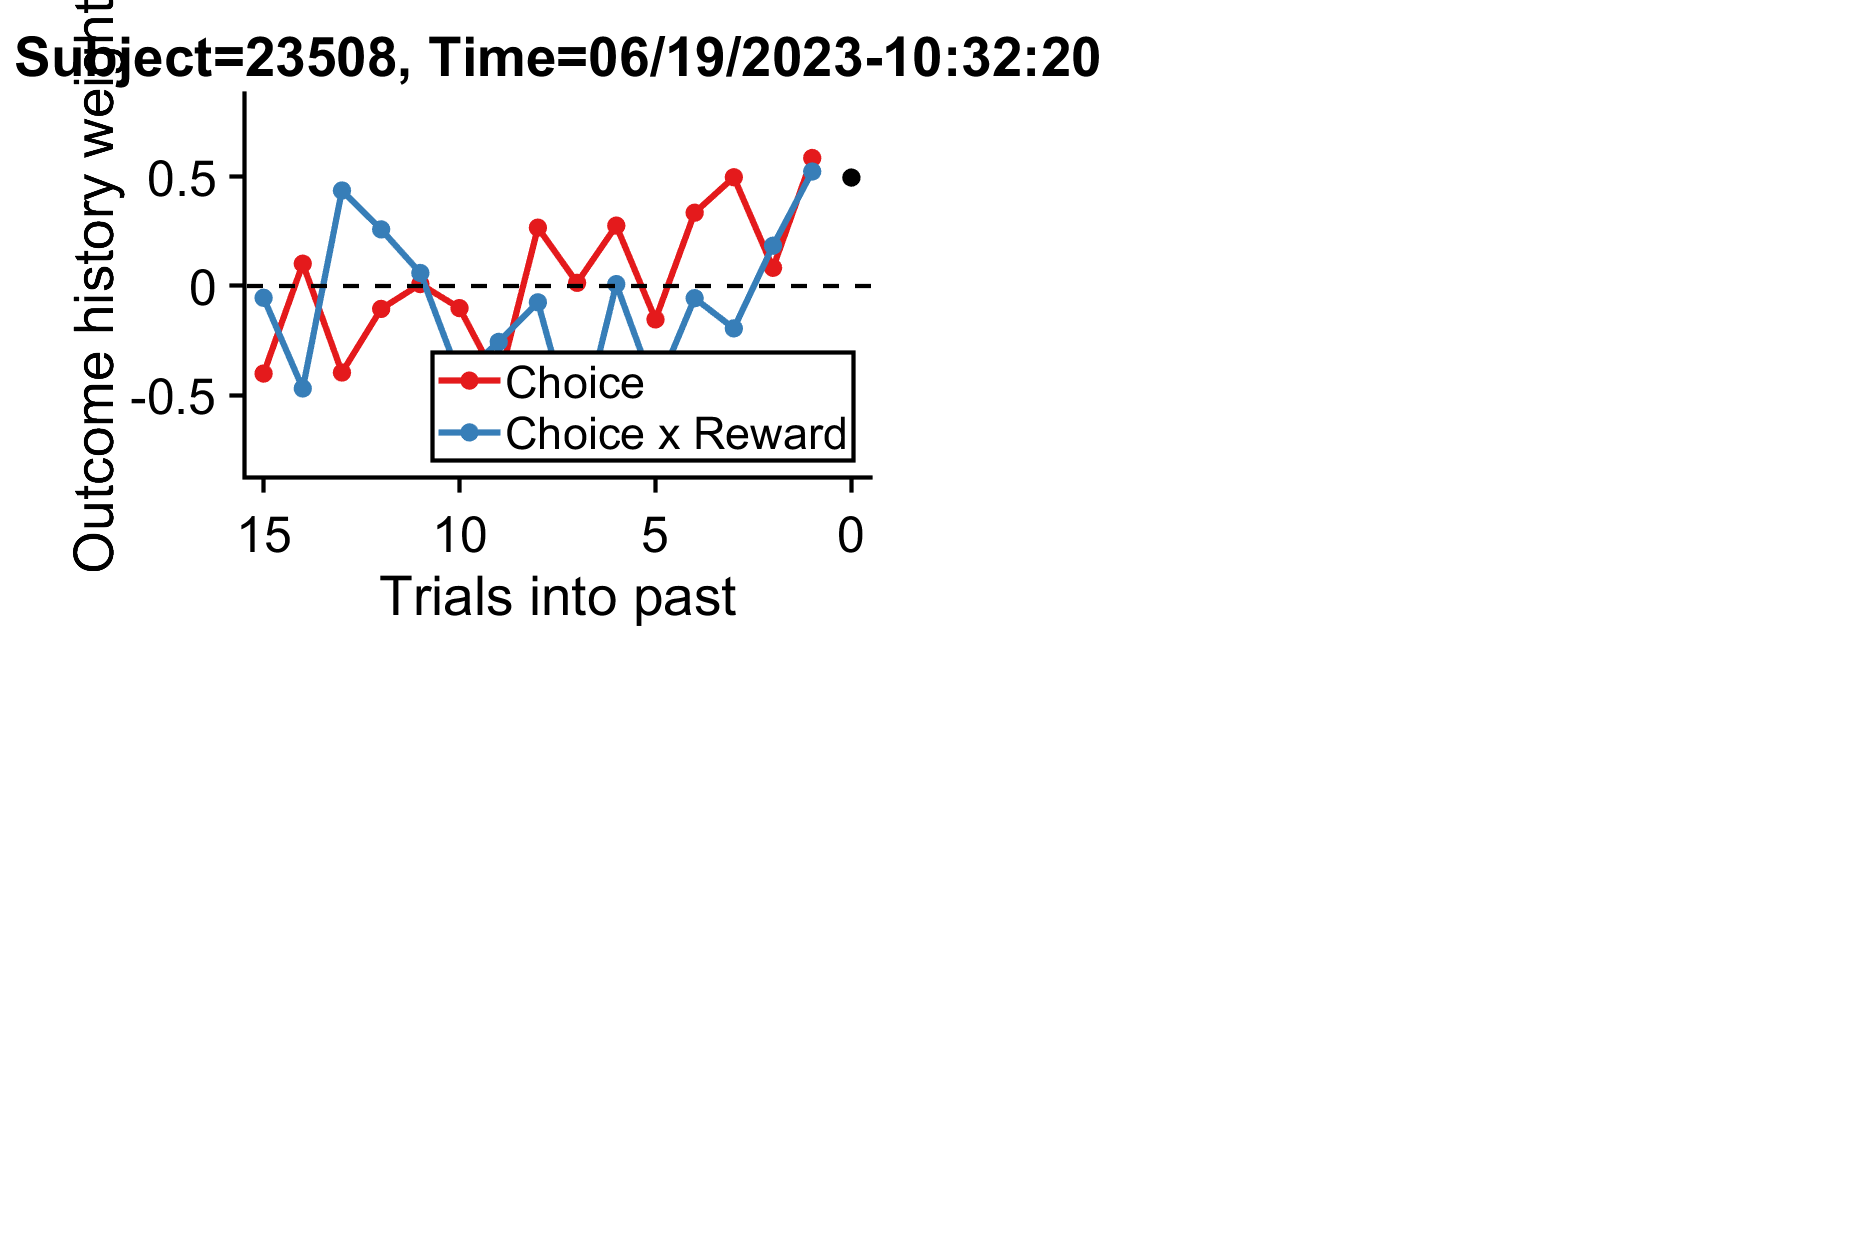 Subject=23508, Time=06/19/2023-10:32:20
Outcome history weight
0.5
0
-0.5
Choice
Choice x Reward
15 10 5 0
Trials into past